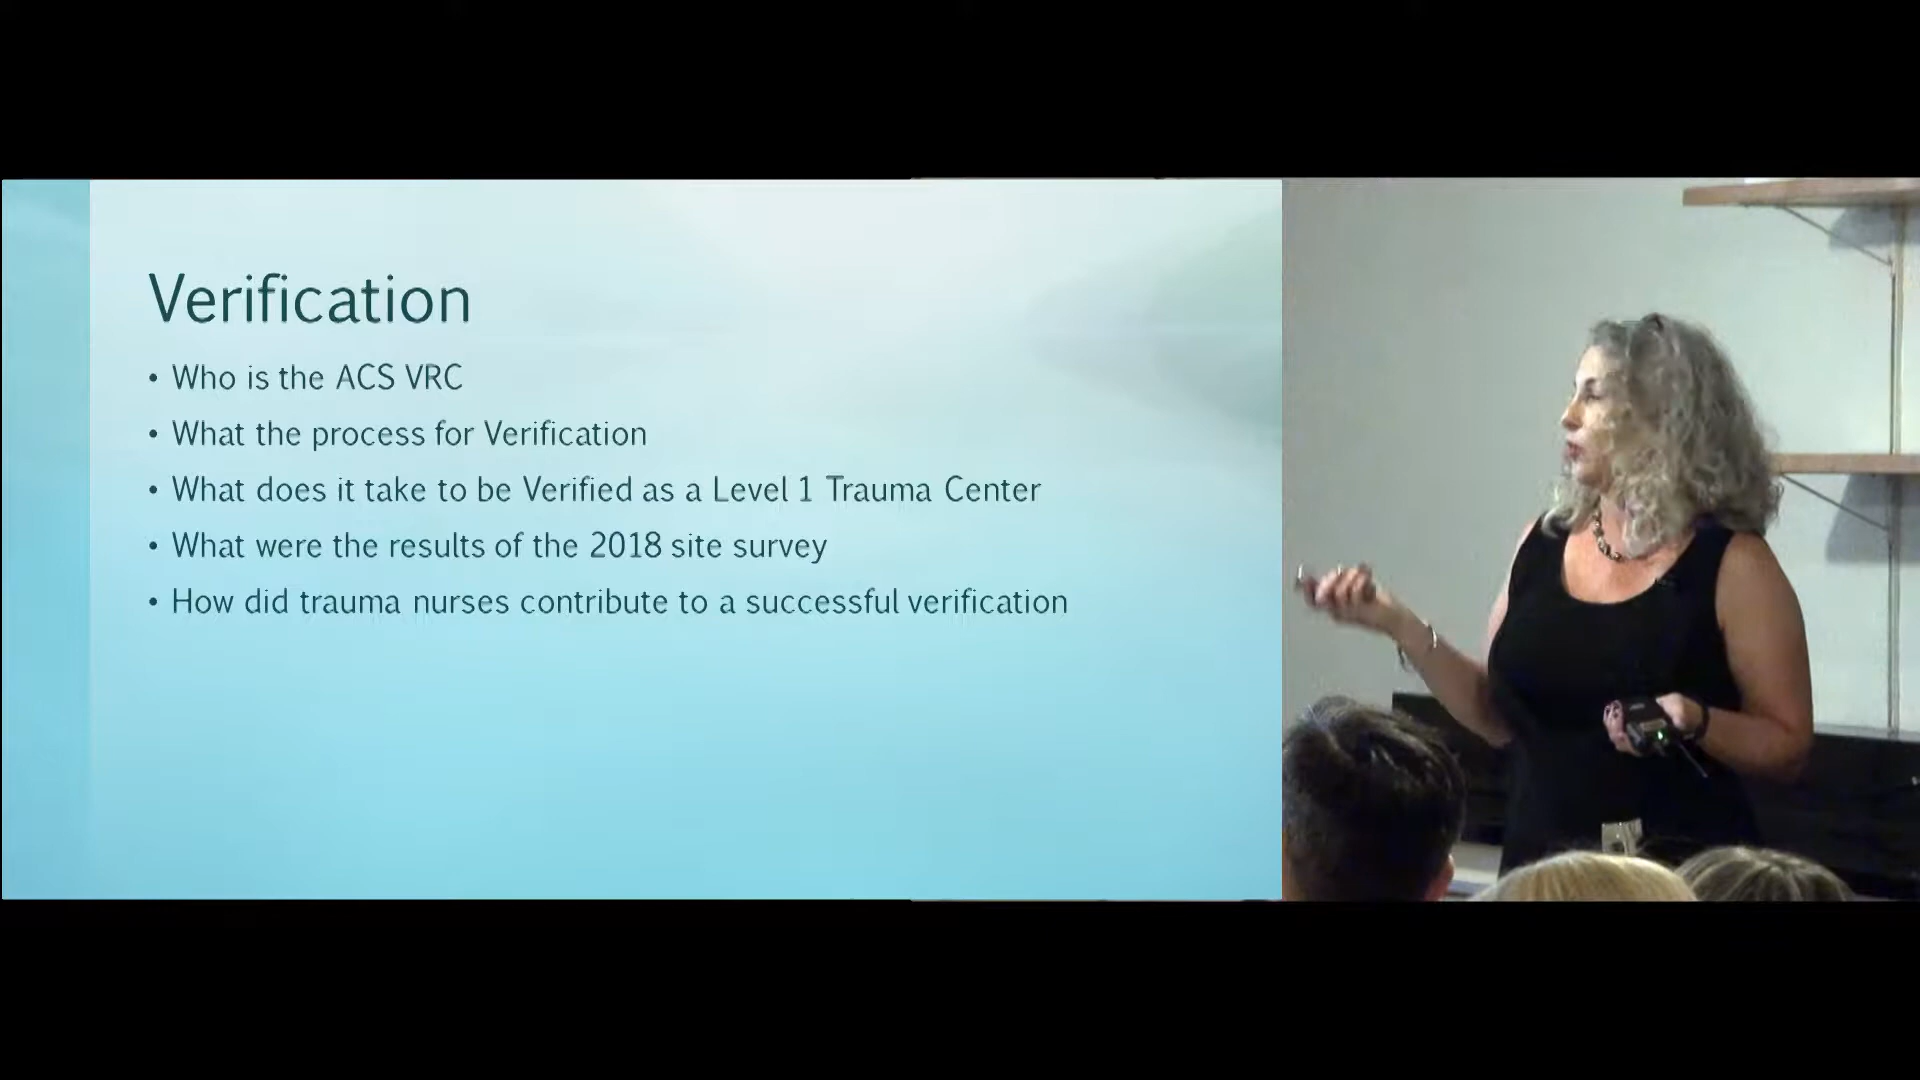 Verification
• Who is the ACS VRC
• What the process for Verification
• What does it take to be Verified as a Level 1 Trauma Center
• What were the results of the 2018 site survey
• How did trauma nurses contribute to a successful verification